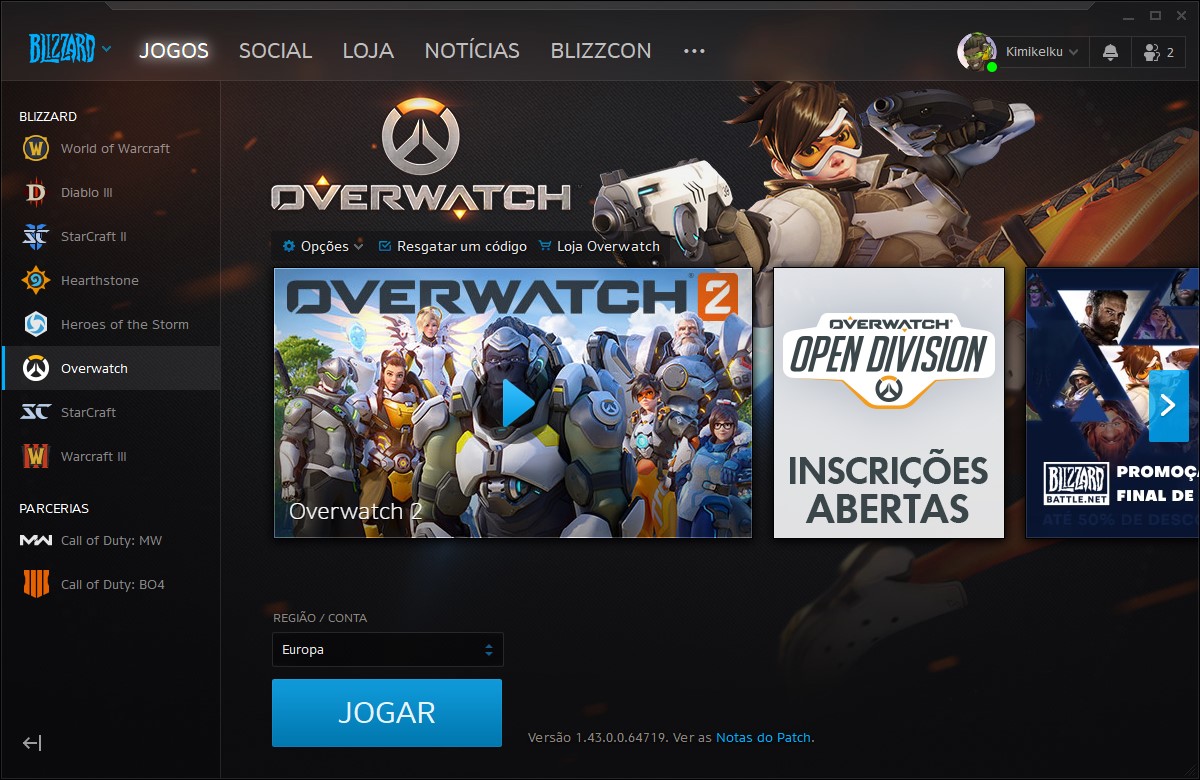 BLIZZARD
JOGOS
SOCIAL
LOJA
NOTÍCIAS
BLIZZCON
Kimikelku
2
BLIZZARD
World of Warcraft
Diablo III
StarCraft II
Hearthstone
Heroes of the Storm
Overwatch
StarCraft
Warcraft III
PARCERIAS
Call of Duty: MW
Call of Duty: BO4
OVERWATCH
Opções
Resgatar um código
Loja Overwatch
OVERWATCH 2
Overwatch 2
OVERWATCH
OPEN DIVISION
INSCRIÇÕES
ABERTAS
BLIZZARD
BATTLE.NET
PROMOÇA
FINAL DE
ATÉ 50% DE DESC
REGIÃO / CONTA
Europa
JOGAR
Versão 1.43.0.0.64719. Ver as Notas do Patch.